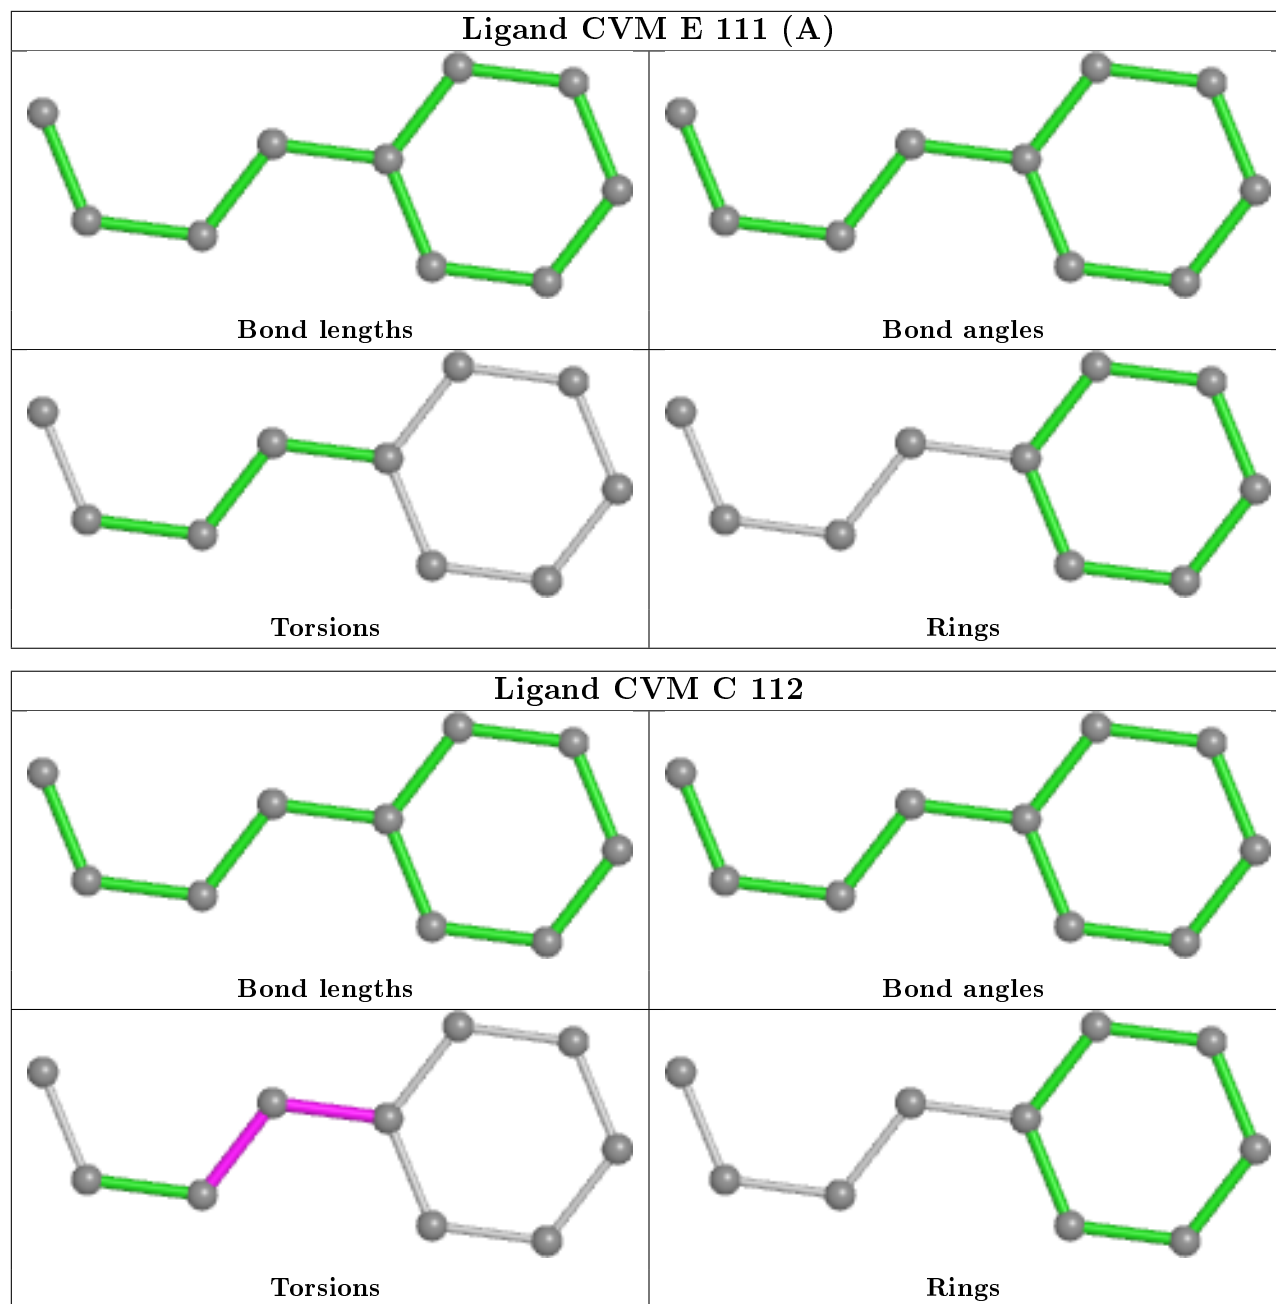 Ligand CVM E 111 (A)
Bond lengths
Bond angles
Torsions
Rings
Ligand CVM C 112
Bond lengths
Bond angles
Torsions
Rings